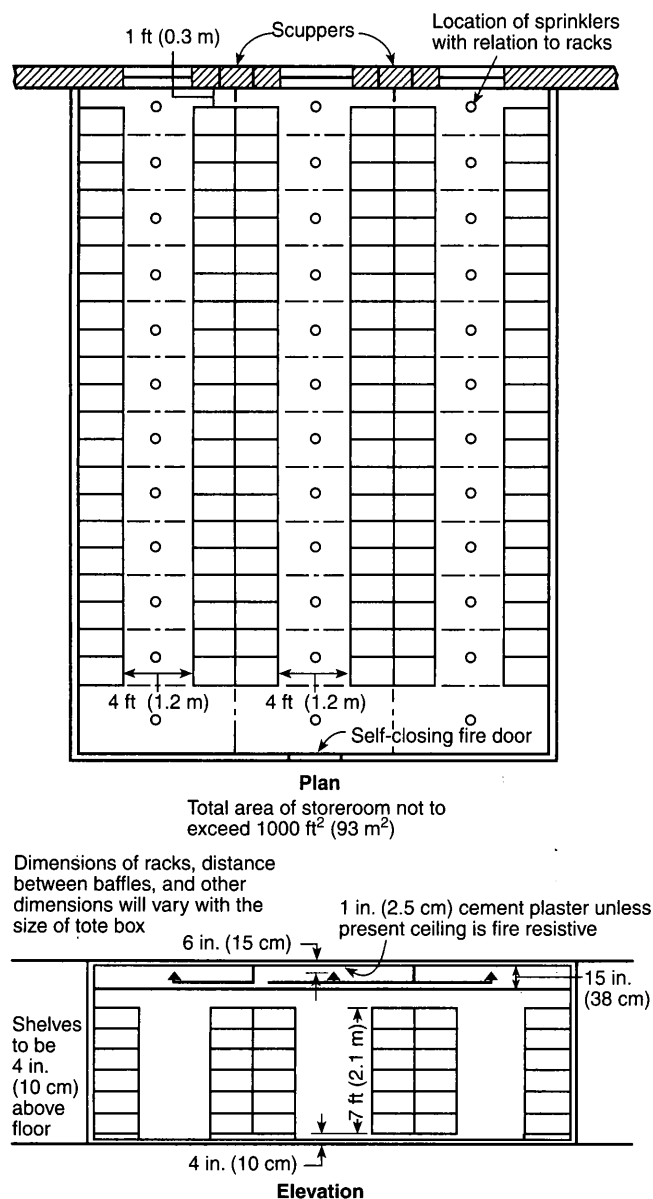 1 ft (0.3 m)
Scuppers
Location of sprinklers
with relation to racks
4 ft (1.2 m)
4 ft (1.2 m)
Self-closing fire door
Plan
Total area of storeroom not to
exceed 1000 ft² (93 m²)
Dimensions of racks, distance
between baffles, and other
dimensions will vary with the
size of tote box
1 in. (2.5 cm) cement plaster unless
present ceiling is fire resistive
6 in. (15 cm)
15 in.
(38 cm)
Shelves
to be
4 in.
(10 cm)
above
floor
7 ft (2.1 m)
4 in. (10 cm)
Elevation